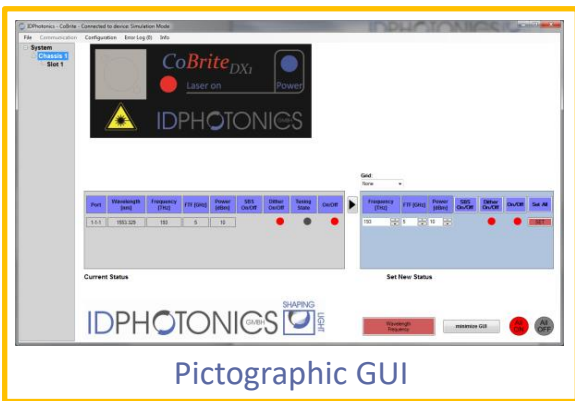 IDPhotonics - CoBrite - Connected to device: Simulation Mode
File Communication Configuration Error Log (0) Info
System
Chassis 1
Slot 1
CoBrite DX1
Laser on
Power
IDPHOTONICS GMBH
Grid:
None
Port Wavelength [nm] Frequency [THz] FTF [GHz] Power [dBm] SBS On/Off Dither On/Off Tuning State On/Off
Frequency [THz] FTF [GHz] Power [dBm] SBS On/Off Dither On/Off On/Off Set All
1-1-1 1553.329 193 5 10
193 5 10 SET
Current Status
Set New Status
IDPHOTONICS GMBH SHAPING LIGHT
Wavelength
Frequency
minimize GUI
All ON
All OFF
Pictographic GUI